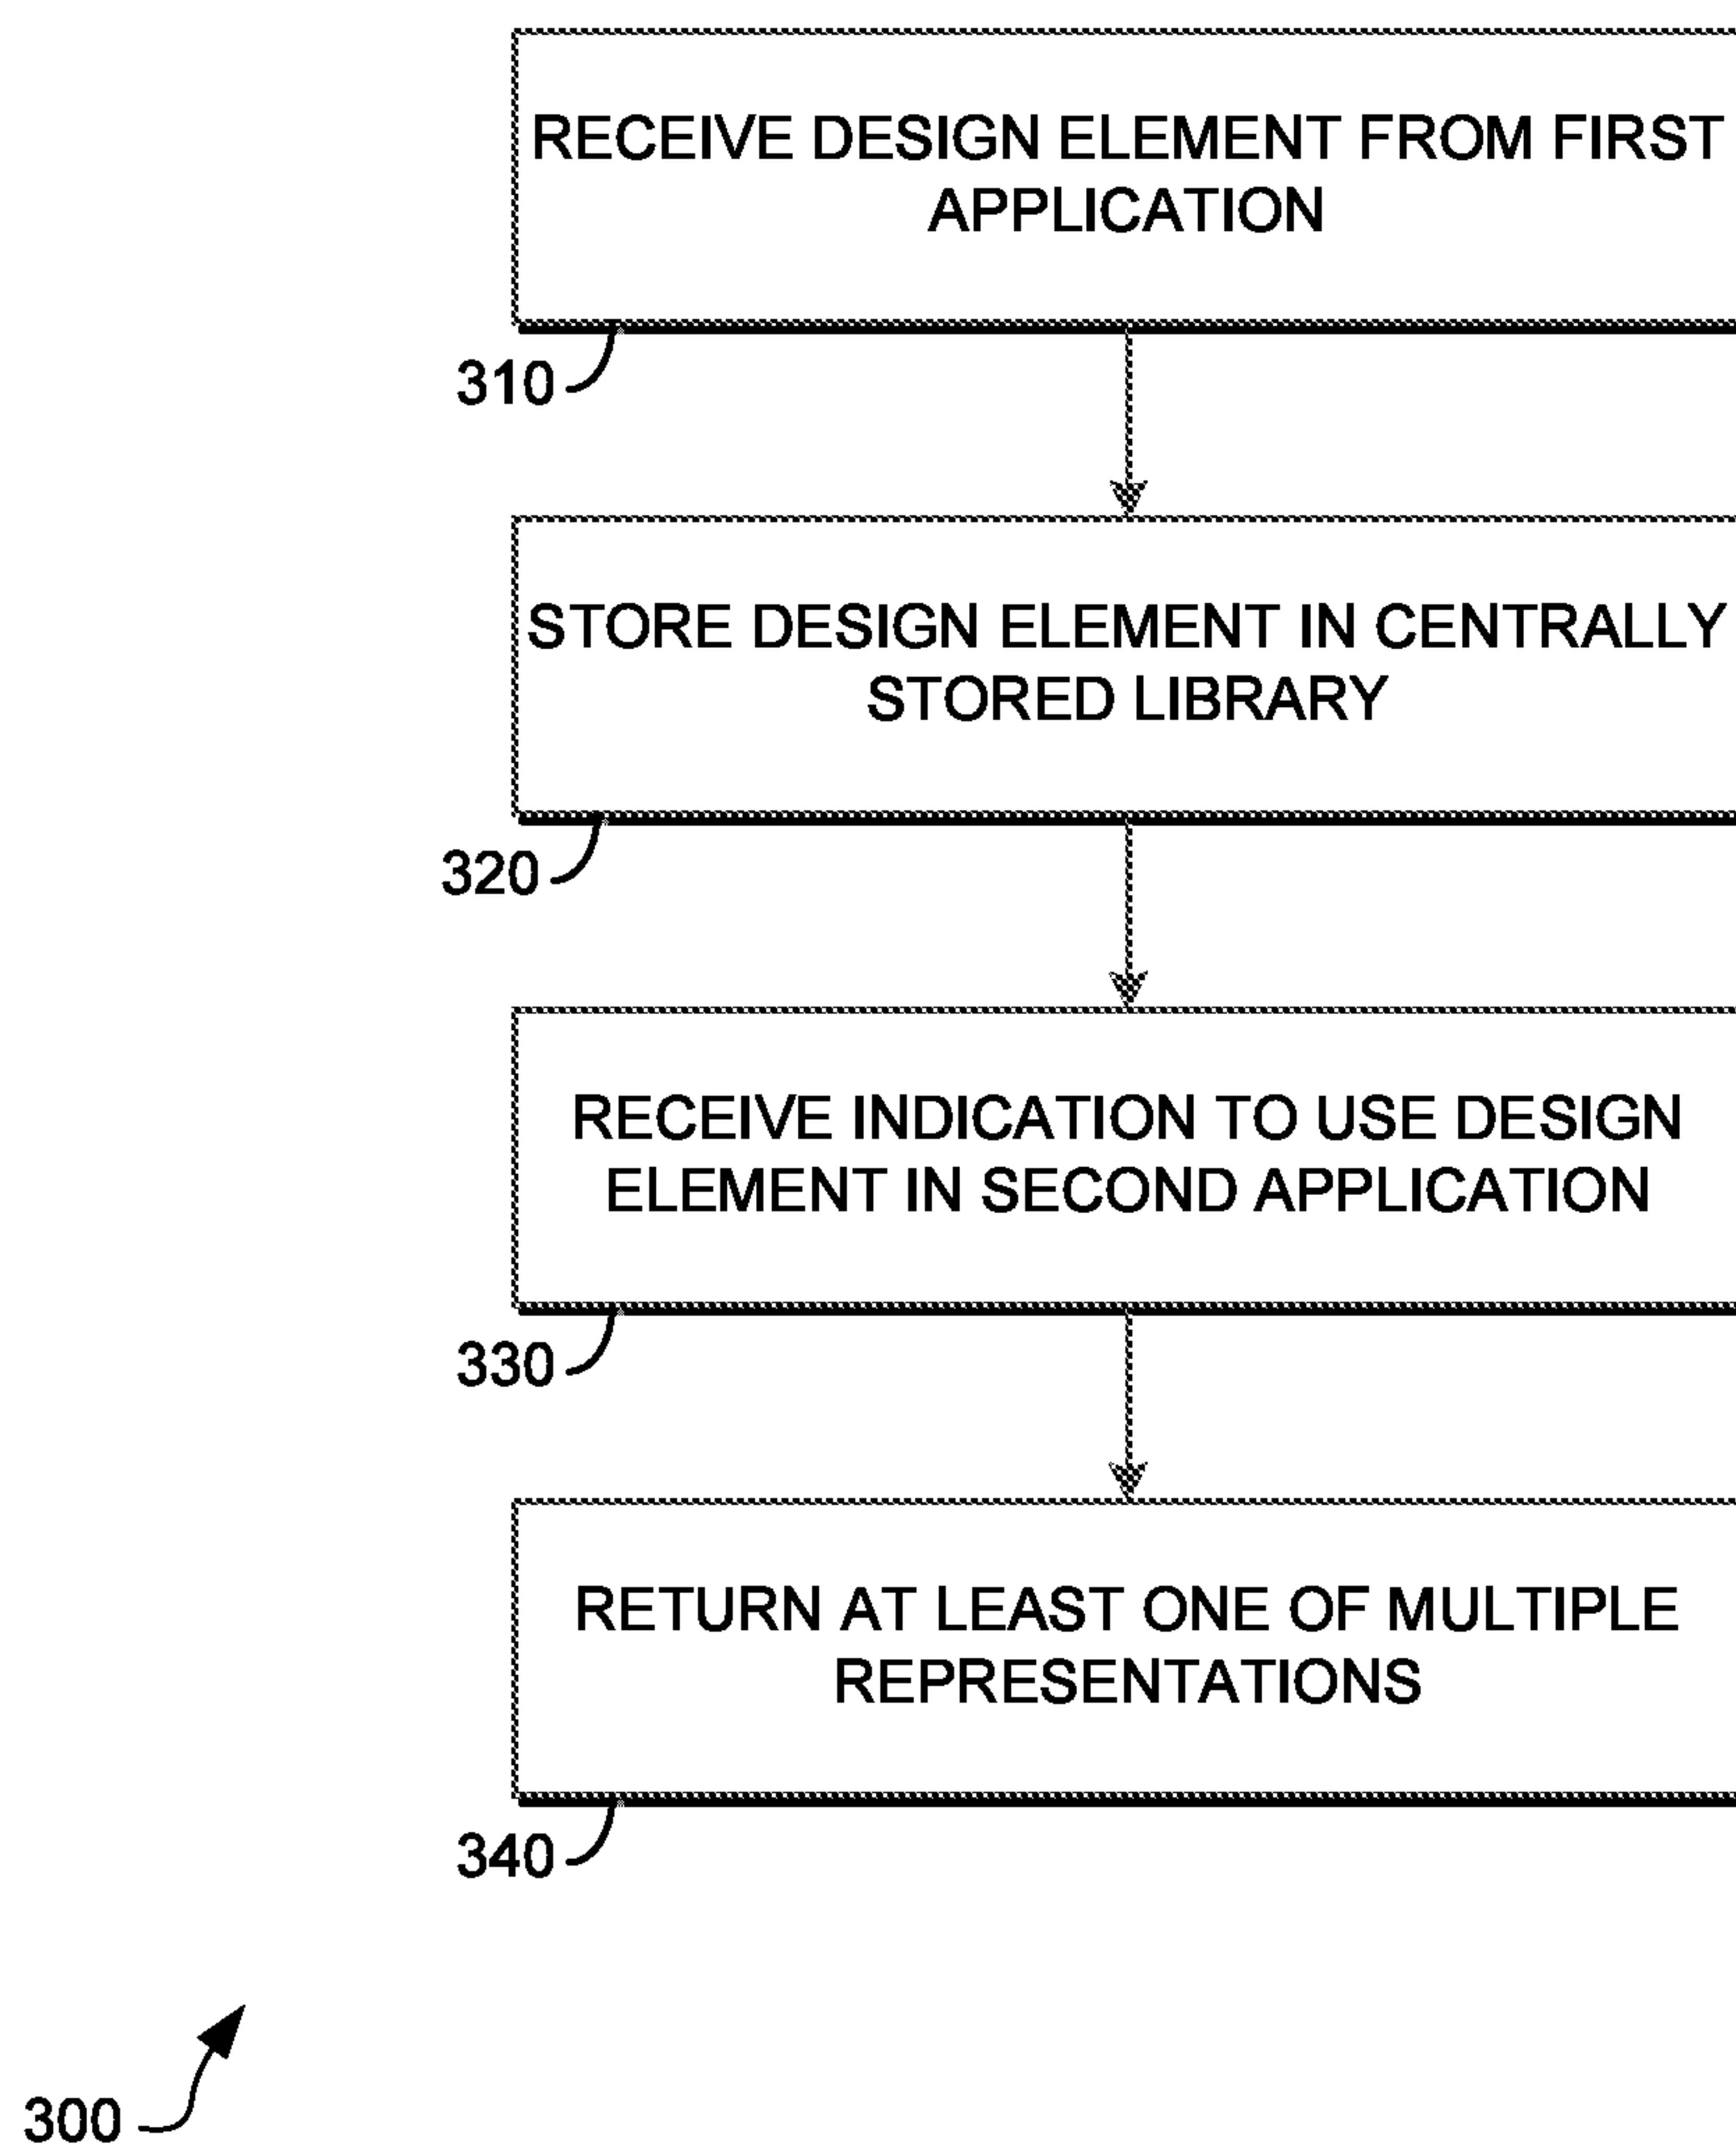 RECEIVE DESIGN ELEMENT FROM FIRST
APPLICATION
310
STORE DESIGN ELEMENT IN CENTRALLY
STORED LIBRARY
320
RECEIVE INDICATION TO USE DESIGN
ELEMENT IN SECOND APPLICATION
330
RETURN AT LEAST ONE OF MULTIPLE
REPRESENTATIONS
340
300